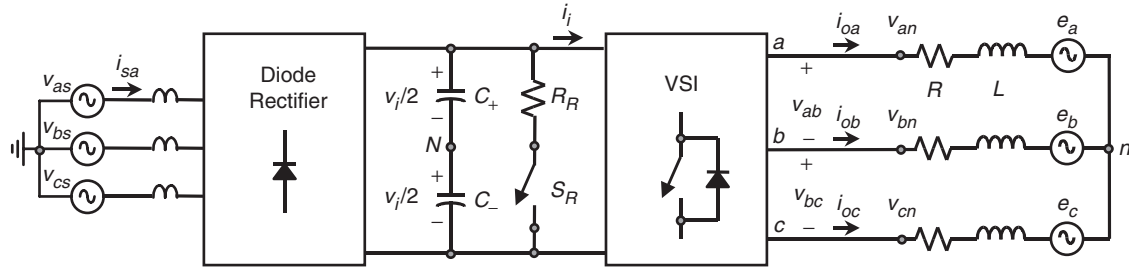 v_as
i_sa
v_bs
v_cs
Diode
Rectifier
+
v_i/2
−
C_+
N
+
v_i/2
−
C_−
R_R
S_R
i_i
VSI
a
+
v_ab
b
−
+
v_bc
c
−
i_oa
v_an
R
L
e_a
i_ob
v_bn
e_b
n
i_oc
v_cn
e_c